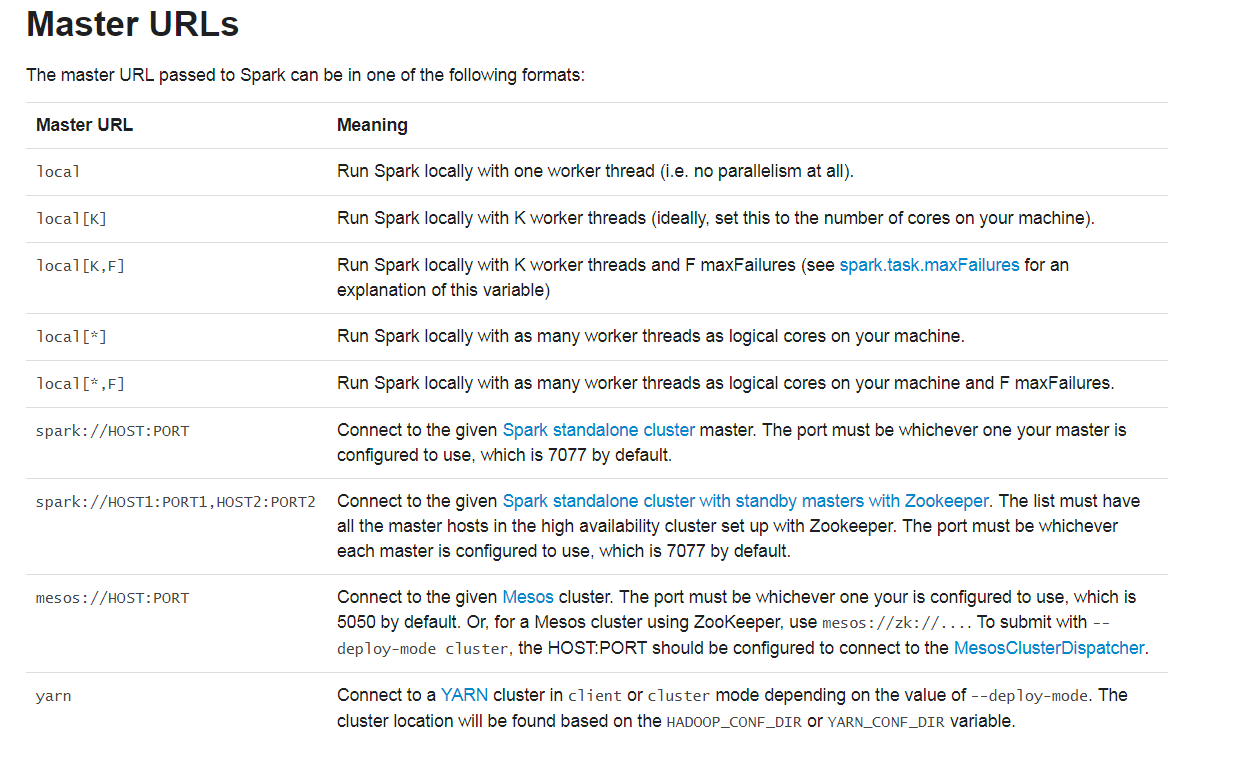 Master URLs
The master URL passed to Spark can be in one of the following formats:
Master URL Meaning
local Run Spark locally with one worker thread (i.e. no parallelism at all).
local[K] Run Spark locally with K worker threads (ideally, set this to the number of cores on your machine).
local[K,F] Run Spark locally with K worker threads and F maxFailures (see spark.task.maxFailures for an
explanation of this variable)
local[*] Run Spark locally with as many worker threads as logical cores on your machine.
local[*,F] Run Spark locally with as many worker threads as logical cores on your machine and F maxFailures.
spark://HOST:PORT Connect to the given Spark standalone cluster master. The port must be whichever one your master is
configured to use, which is 7077 by default.
spark://HOST1:PORT1,HOST2:PORT2 Connect to the given Spark standalone cluster with standby masters with Zookeeper. The list must have
all the master hosts in the high availability cluster set up with Zookeeper. The port must be whichever
each master is configured to use, which is 7077 by default.
mesos://HOST:PORT Connect to the given Mesos cluster. The port must be whichever one your is configured to use, which is
5050 by default. Or, for a Mesos cluster using ZooKeeper, use mesos://zk://.... To submit with --
deploy-mode cluster, the HOST:PORT should be configured to connect to the MesosClusterDispatcher.
yarn Connect to a YARN cluster in client or cluster mode depending on the value of --deploy-mode. The
cluster location will be found based on the HADOOP_CONF_DIR or YARN_CONF_DIR variable.